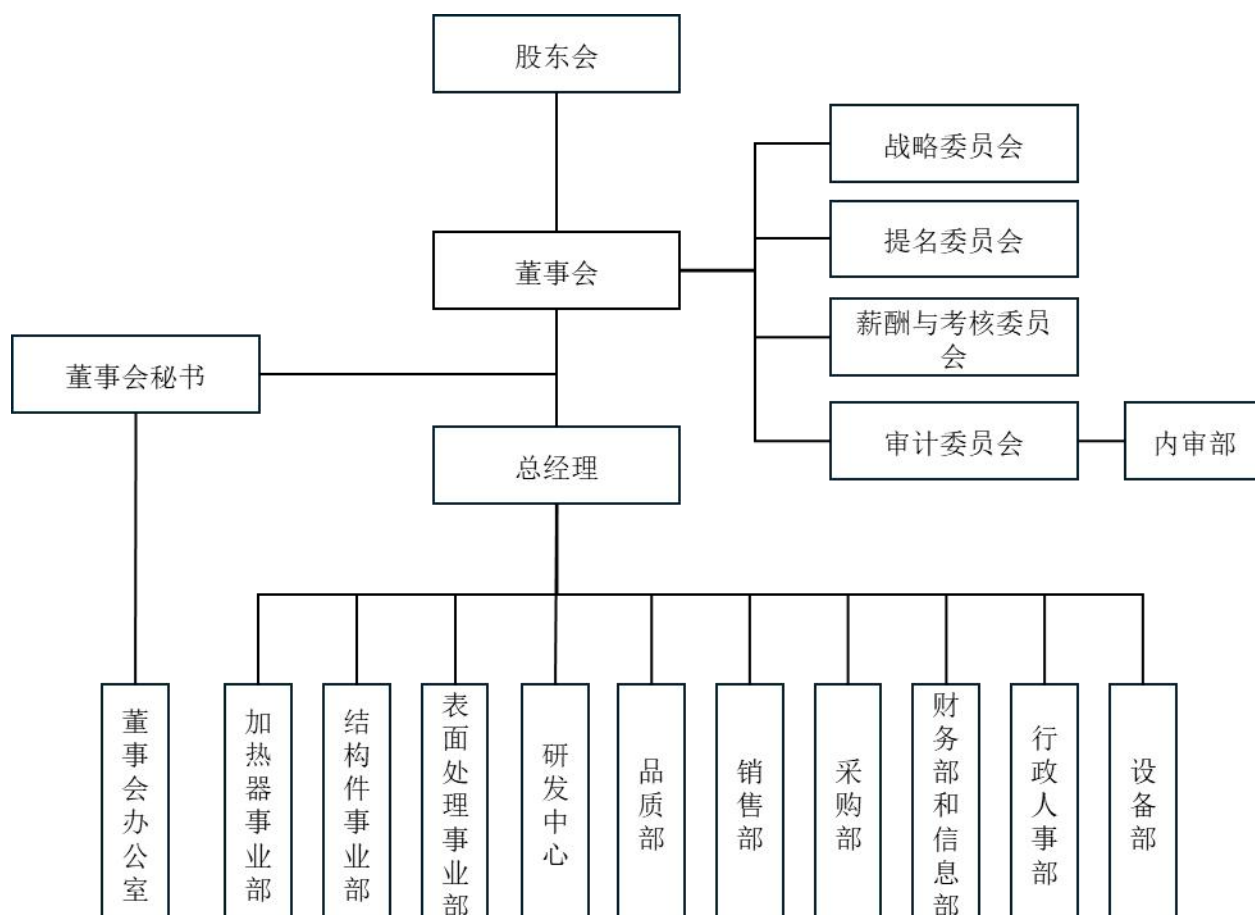 股东会
战略委员会
提名委员会
董事会
薪酬与考核委员
会
董事会秘书
审计委员会
内审部
总经理
董事会办公室
加热器事业部
结构件事业部
表面处理事业部
研发中心
品质部
销售部
采购部
财务部和信息部
行政人事部
设备部